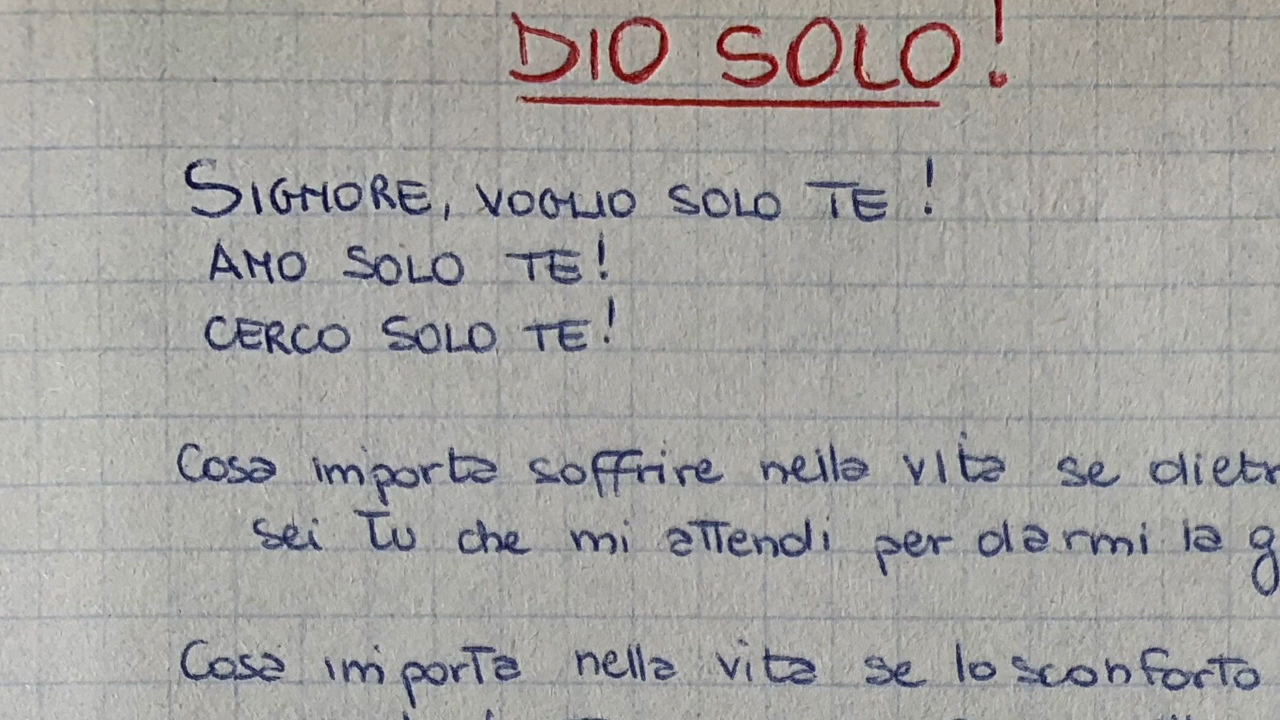 DIO SOLO!
SIGNORE, VOGLIO SOLO TE!
AMO SOLO TE!
CERCO SOLO TE!
Cosa importa soffrire nella vita se dietr
sei Tu che mi attendi per darmi la g
Cosa importa nella vita se lo sconforto